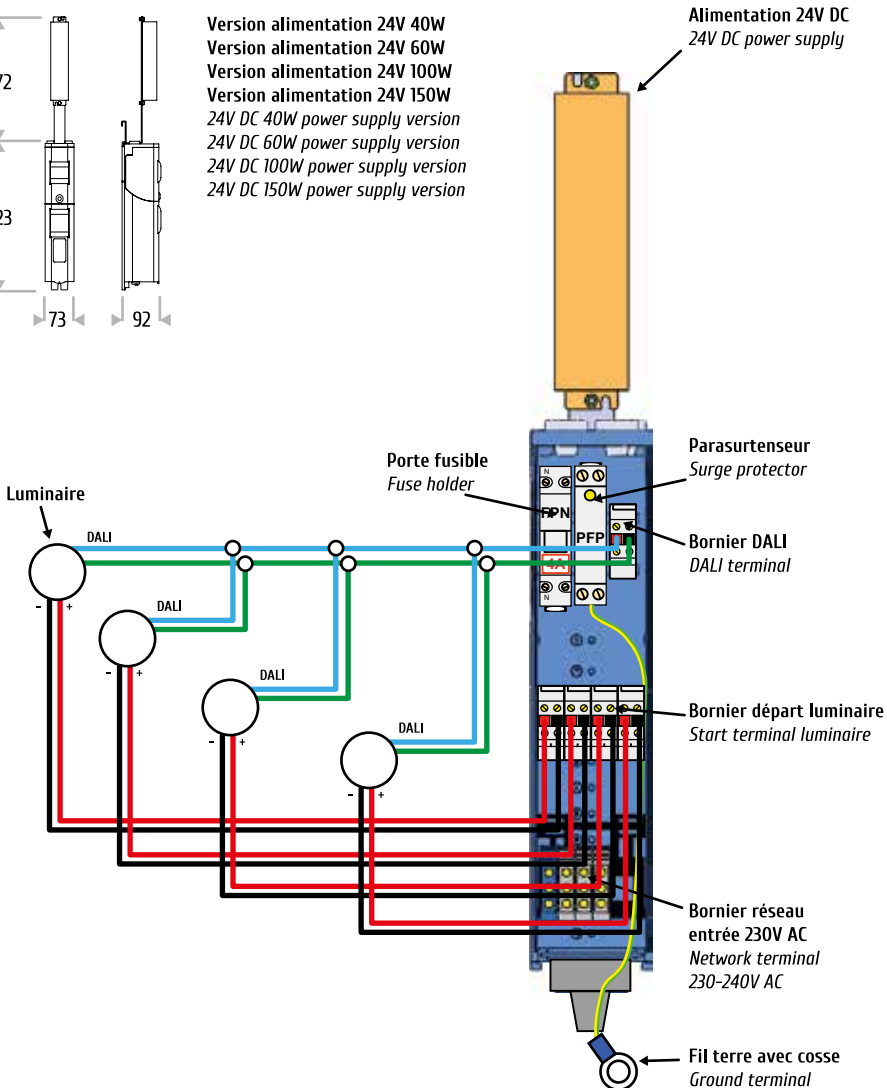 Version alimentation 24V 40W
Version alimentation 24V 60W
Version alimentation 24V 100W
Version alimentation 24V 150W
24V DC 40W power supply version
24V DC 60W power supply version
24V DC 100W power supply version
24V DC 150W power supply version
72
23
73
92
Alimentation 24V DC
24V DC power supply
Porte fusible
Fuse holder
Parasurtenseur
Surge protector
Luminaire
Bornier DALI
DALI terminal
N
FPN
4A
N
PFP
DALI
- +
DALI
- +
DALI
- +
DALI
- +
Bornier départ luminaire
Start terminal luminaire
Bornier réseau
entrée 230V AC
Network terminal
230-240V AC
Fil terre avec cosse
Ground terminal